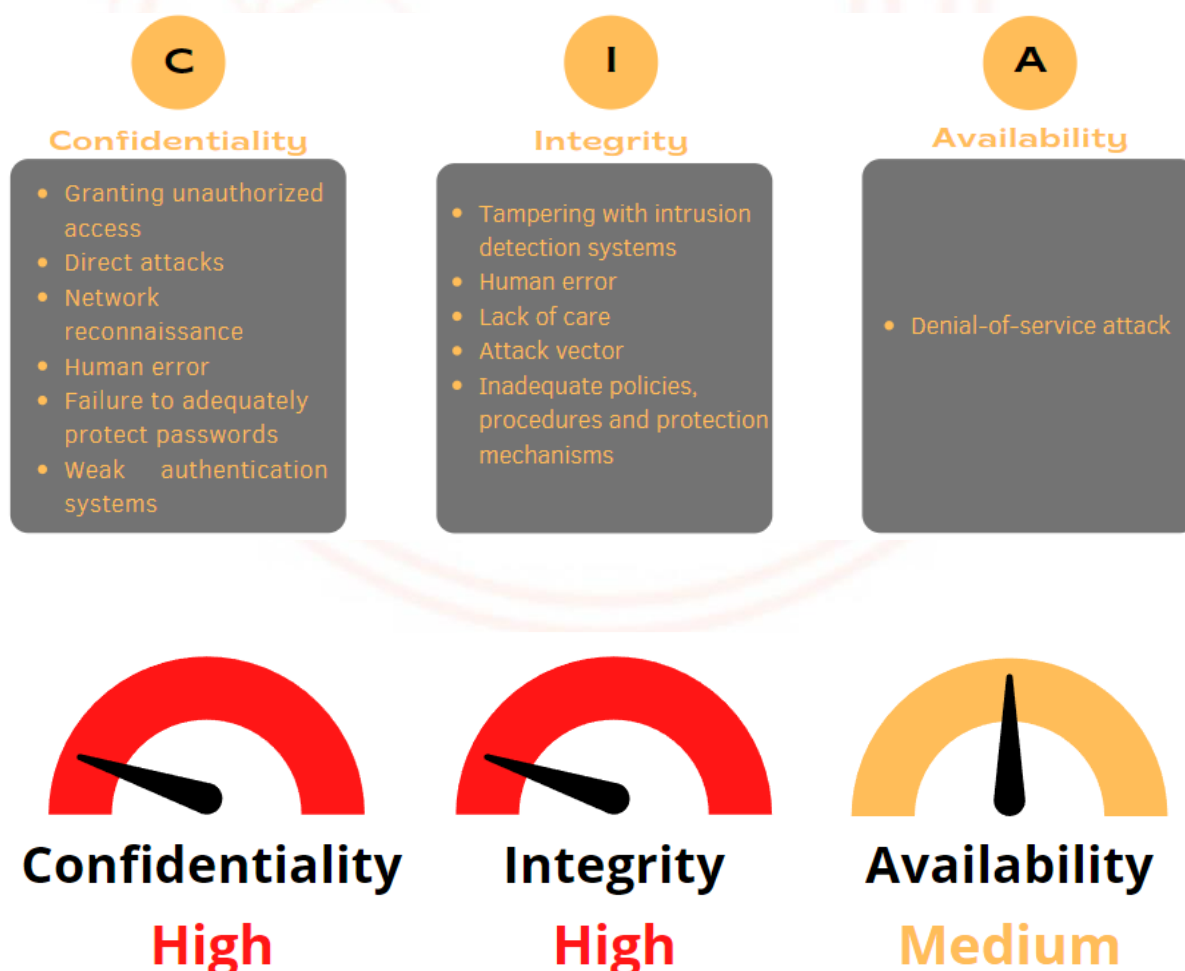 C
Confidentiality
• Granting unauthorized
access
• Direct attacks
• Network
reconnaissance
• Human error
• Failure to adequately
protect passwords
• Weak authentication
systems
I
Integrity
• Tampering with intrusion
detection systems
• Human error
• Lack of care
• Attack vector
• Inadequate policies,
procedures and protection
mechanisms
A
Availability
• Denial-of-service attack
Confidentiality
High
Integrity
High
Availability
Medium